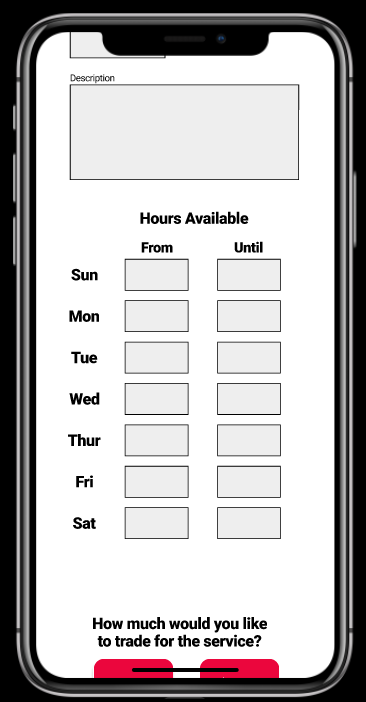 Description
Hours Available
From Until
Sun
Mon
Tue
Wed
Thur
Fri
Sat
How much would you like
to trade for the service?